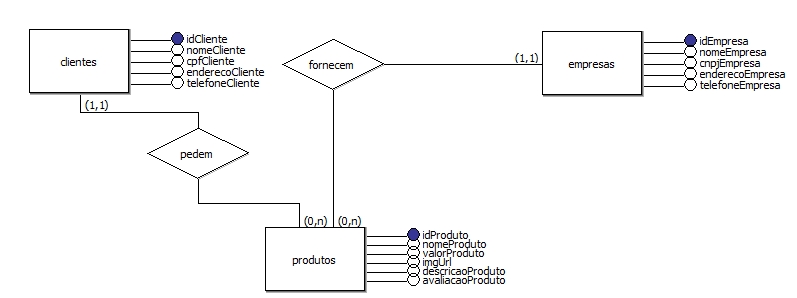 clientes
idCliente
nomeCliente
cpfCliente
enderecoCliente
telefoneCliente
fornecem
(1,1)
empresas
idEmpresa
nomeEmpresa
cnpjEmpresa
enderecoEmpresa
telefoneEmpresa
(1,1)
pedem
(0,n)
(0,n)
produtos
idProduto
nomeProduto
valorProduto
imgUrl
descricaoProduto
avaliacaoProduto